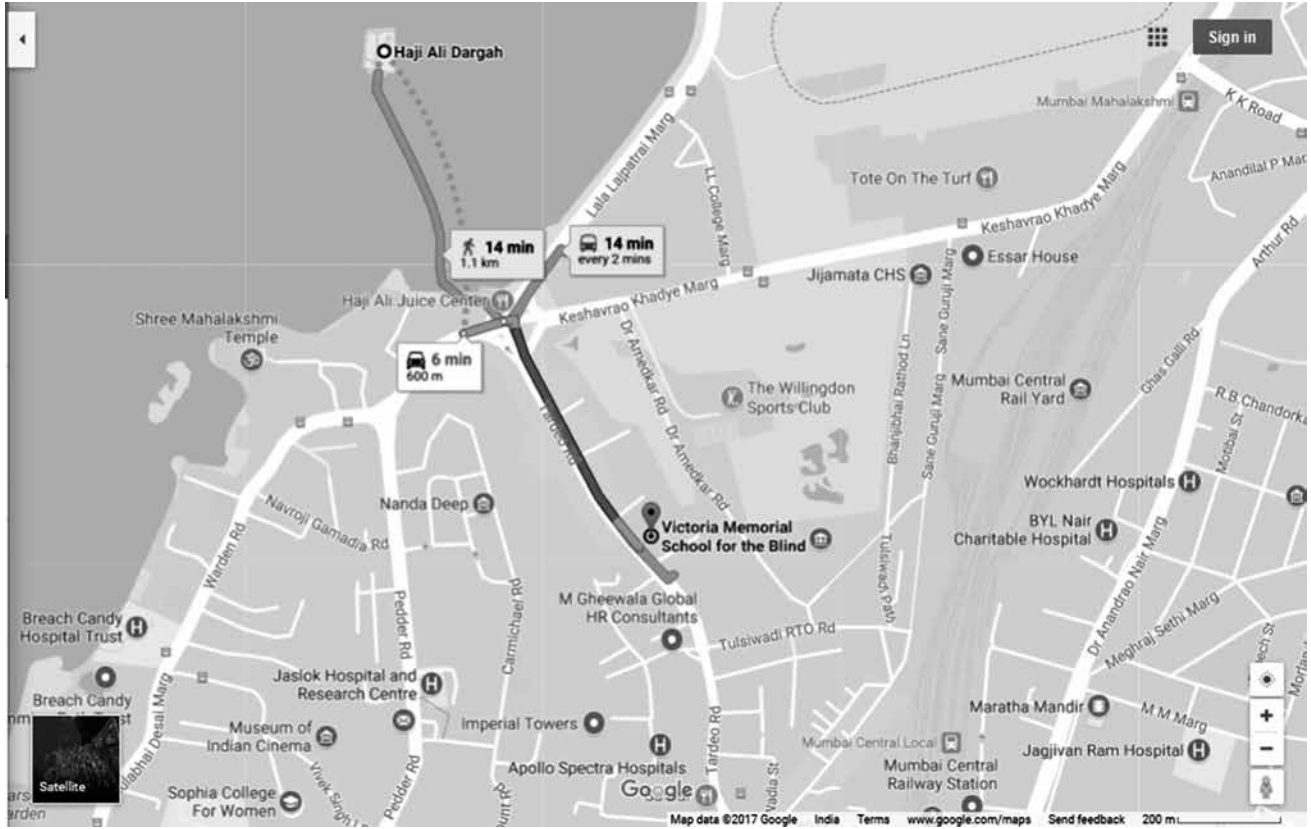 Haji Ali Dargah
Sign in
Mumbai Mahalakshmi
K K Road
Anandilal P Mar
Lala Lajpatrai Marg
LL College Marg
Tote On The Turf
Keshavrao Khadye Marg
Arthur Rd
14 min
1.1 km
14 min
every 2 mins
Essar House
Jijamata CHS
Haji Ali Juice Center
Keshavrao Khadye Marg
Shree Mahalakshmi
Temple
6 min
600 m
Dr Amedkar Rd
Bhanjibhai Rathod Ln
Sane Guruji Marg
Sane Guruji Marg
Ghas Galli Rd.
The Willingdon
Sports Club
Mumbai Central
Rail Yard
R.B.Chandorka
Motibai St
Tardeo Rd
Dr Amedkar Rd
Wockhardt Hospitals
Nanda Deep
Navroji Gamadia Rd
Warden Rd
Victoria Memorial
School for the Blind
BYL Nair
Charitable Hospital
Tulsiwadi Path
Dr Anandrao Nair Marg
Pedder Rd
Carmichael Rd
M Gheewala Global
HR Consultants
Meghraj Sethi Marg
Breach Candy
Hospital Trust
Tulsiwadi RTO Rd
Jaslok Hospital and
Research Centre
Breach Candy
Imperial Towers
Maratha Mandir
M M Marg
Museum of
Indian Cinema
Tardeo Rd
Mumbai Central Local
Jagjivan Ram Hospital
Mumbai Central
Railway Station
Apollo Spectra Hospitals
Satellite
Sophia College
For Women
Pedder Rd
Google
Map data ©2017 Google India Terms www.google.com/maps Send feedback 200 m